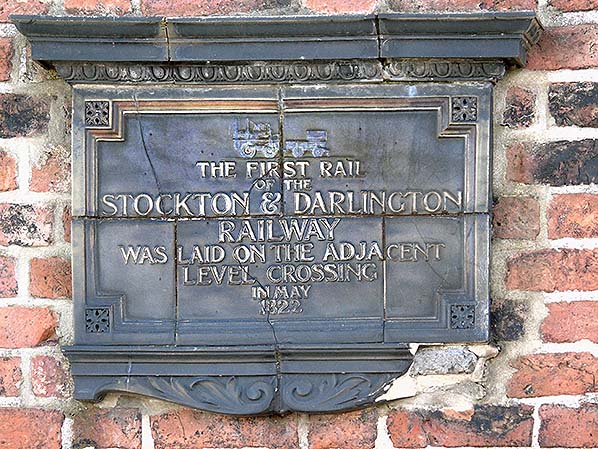 THE FIRST RAIL
OF THE
STOCKTON & DARLINGTON
RAILWAY
WAS LAID ON THE ADJACENT
LEVEL CROSSING
IN MAY
1822